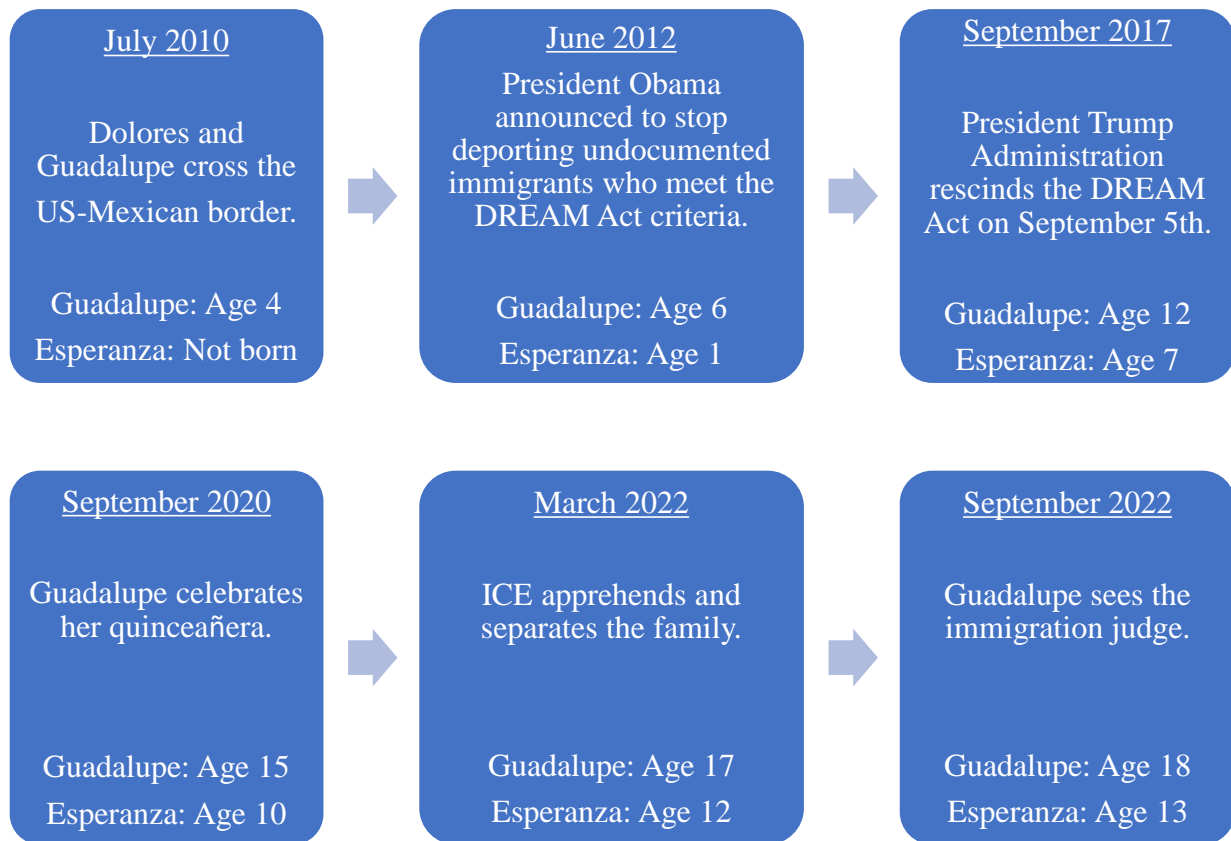 July 2010
Dolores and
Guadalupe cross the
US-Mexican border.
Guadalupe: Age 4
Esperanza: Not born
June 2012
President Obama
announced to stop
deporting undocumented
immigrants who meet the
DREAM Act criteria.
Guadalupe: Age 6
Esperanza: Age 1
September 2017
President Trump
Administration
rescinds the DREAM
Act on September 5th.
Guadalupe: Age 12
Esperanza: Age 7
September 2020
Guadalupe celebrates
her quinceañera.
Guadalupe: Age 15
Esperanza: Age 10
March 2022
ICE apprehends and
separates the family.
Guadalupe: Age 17
Esperanza: Age 12
September 2022
Guadalupe sees the
immigration judge.
Guadalupe: Age 18
Esperanza: Age 13